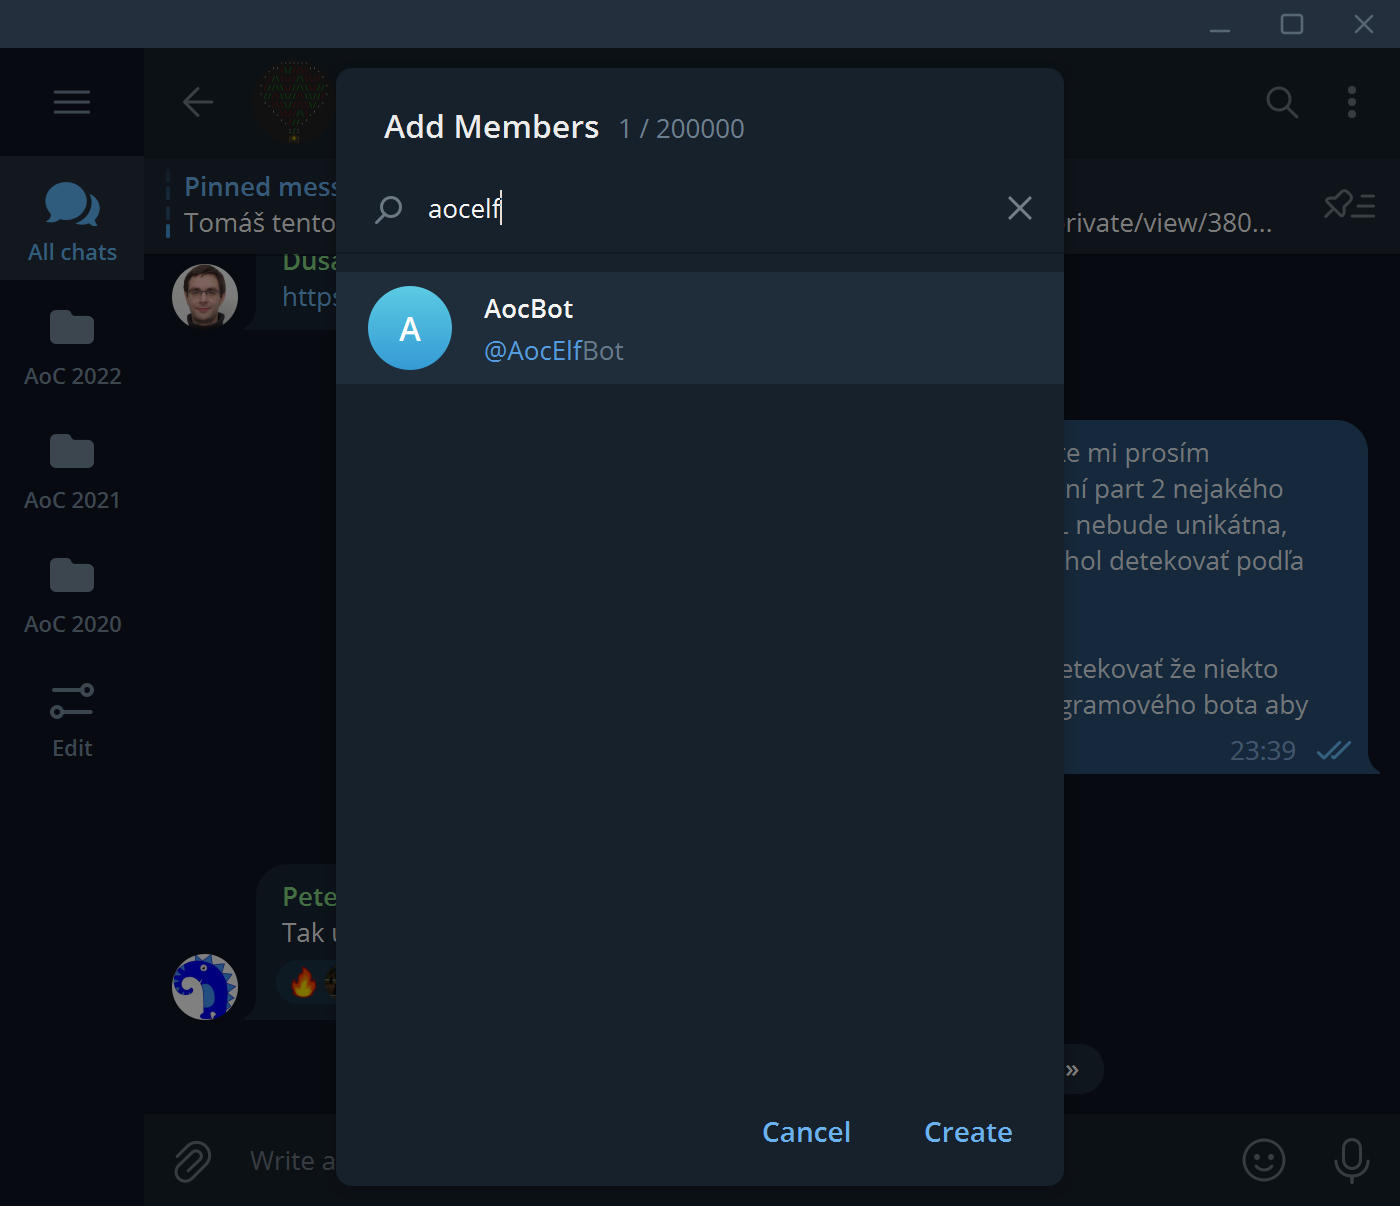 Add Members 1 / 200000
aocelf
A
AocBot
@AocElfBot
Cancel
Create
All chats
AoC 2022
AoC 2021
AoC 2020
Edit
Pinned mess
Tomáš tento
rivate/view/380...
Dusa
https
te mi prosím
ní part 2 nejakého
nebude unikátna,
hol detekovať podľa
etekovať že niekto
gramového bota aby
23:39
Pete
Tak
»
Write a